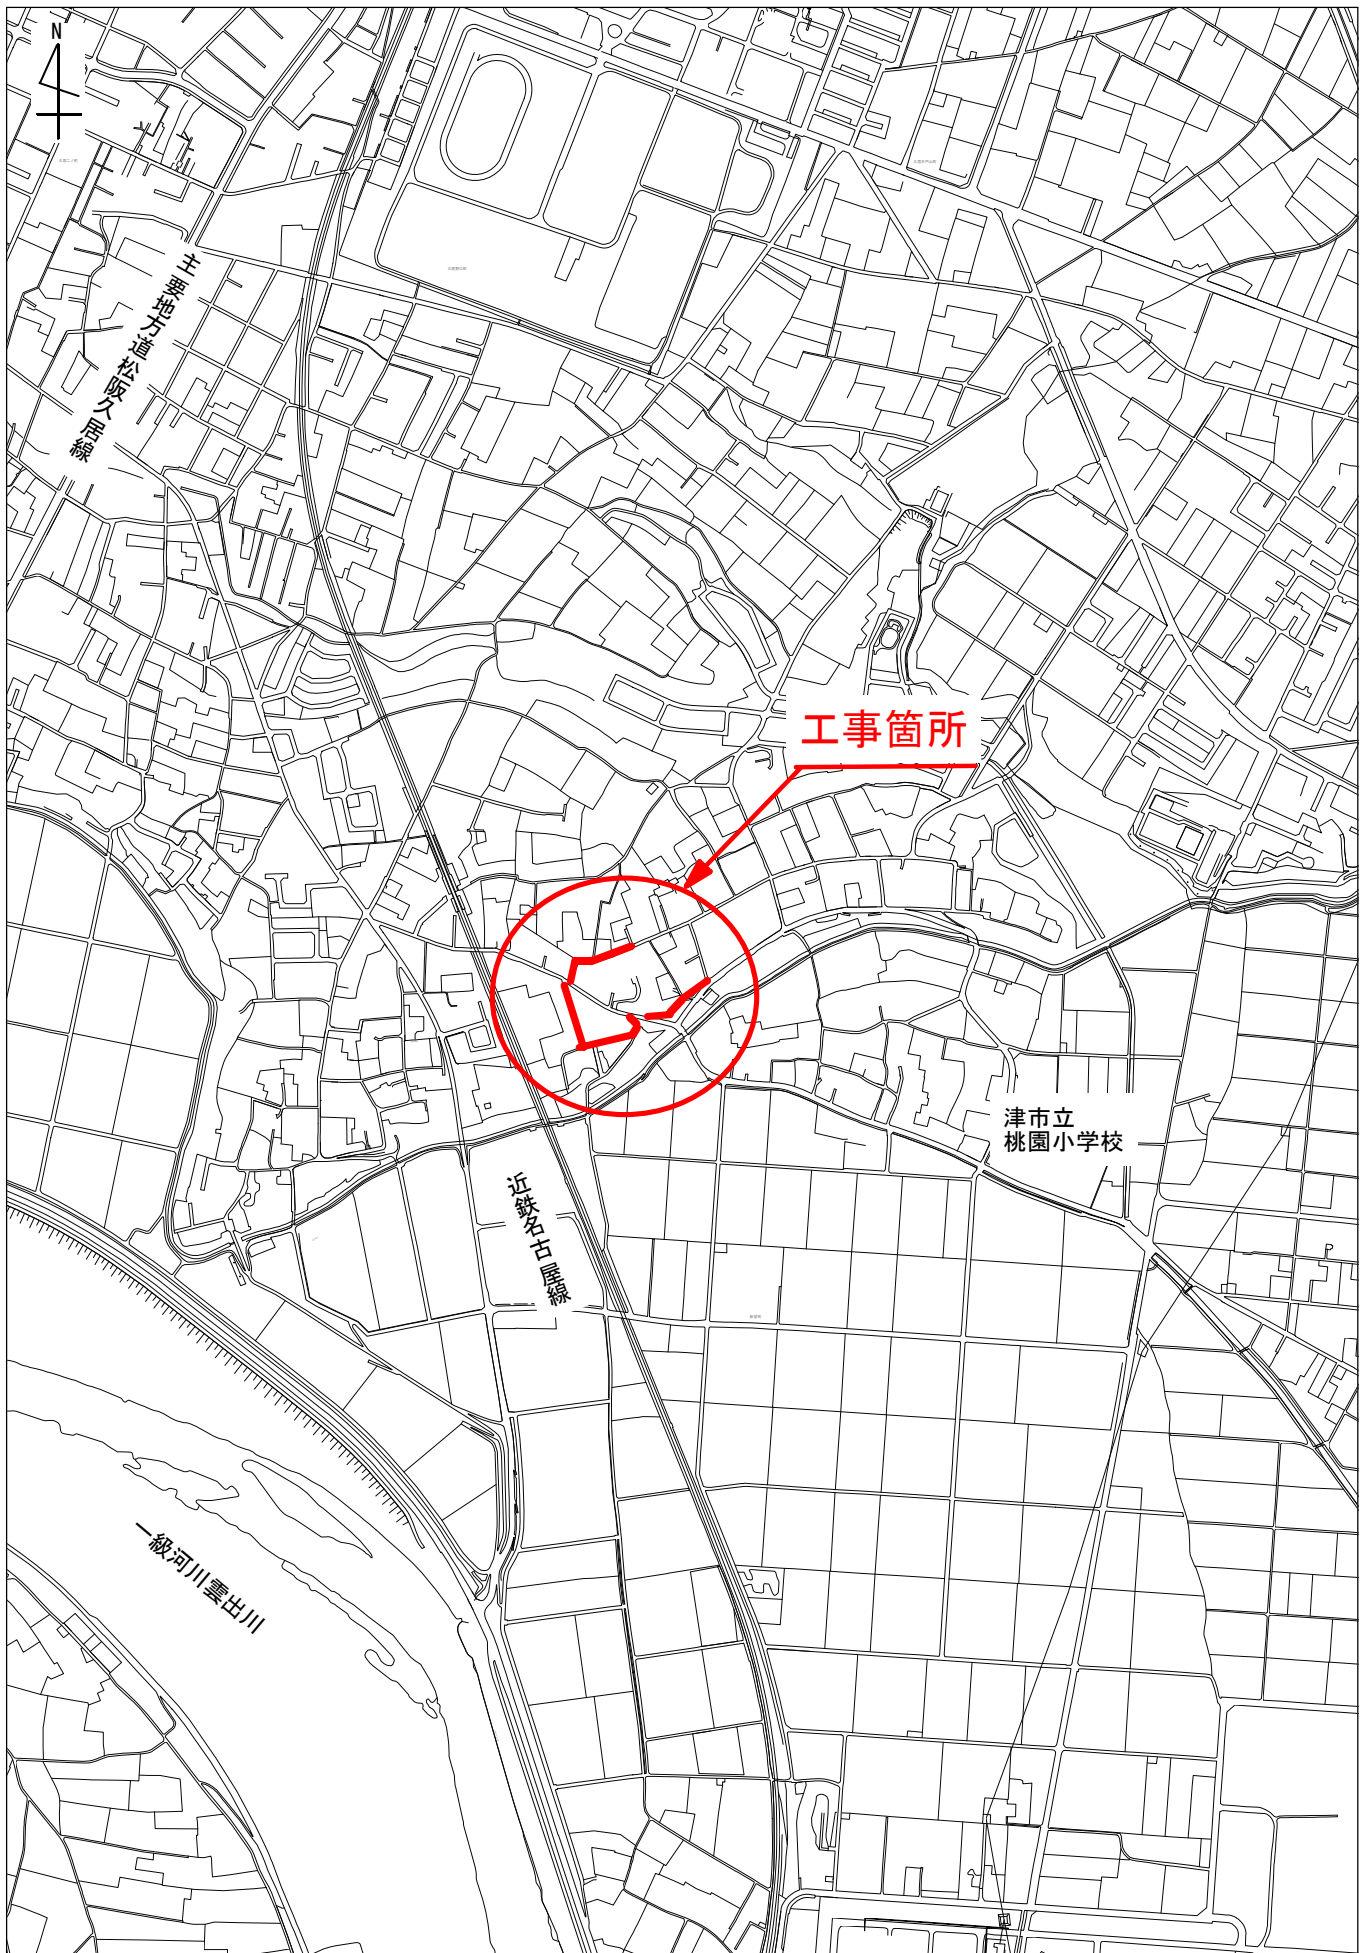 N
主要地方道松阪久居線
工事箇所
津市立
桃園小学校
近鉄名古屋線
一級河川雲出川